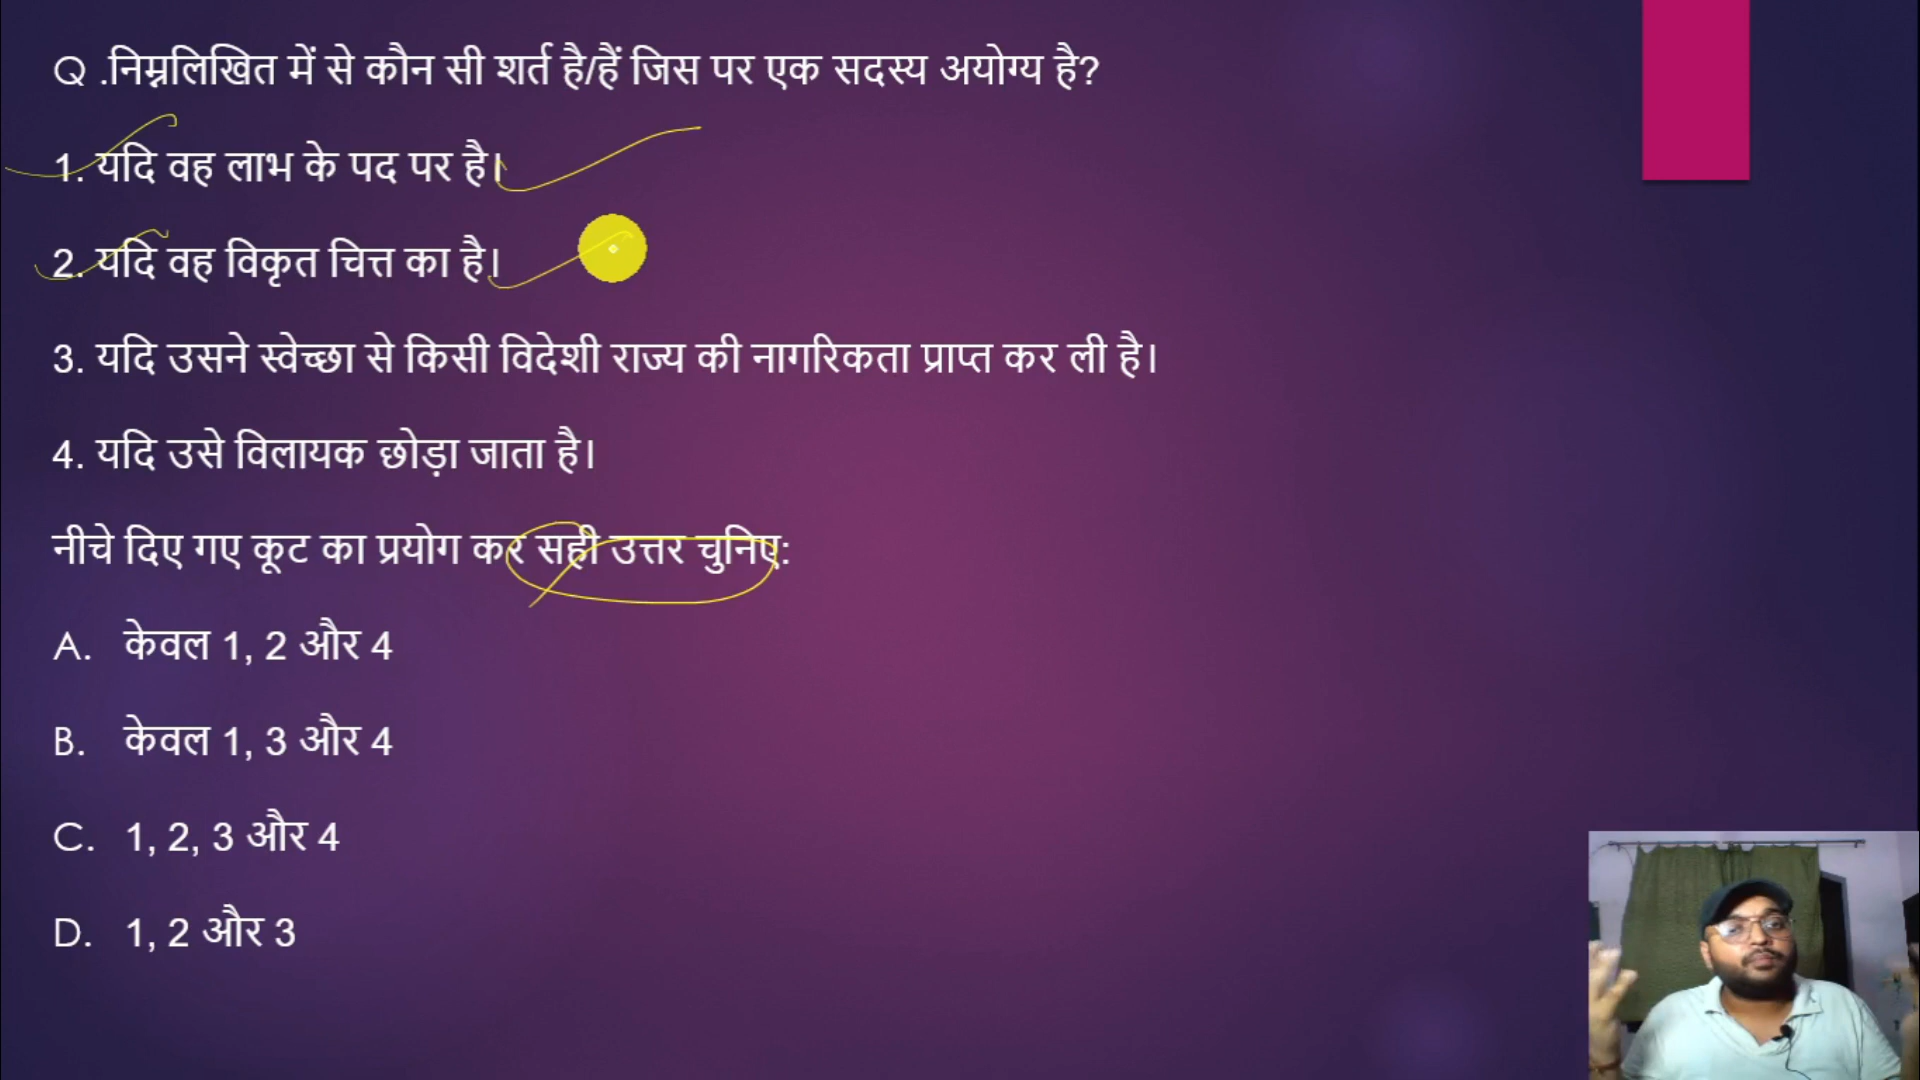 Q .निम्नलिखित में से कौन सी शर्त है/हैं जिस पर एक सदस्य अयोग्य है?
1. यदि वह लाभ के पद पर है।
2. यदि वह विकृत चित्त का है।
3. यदि उसने स्वेच्छा से किसी विदेशी राज्य की नागरिकता प्राप्त कर ली है।
4. यदि उसे विलायक छोड़ा जाता है।
नीचे दिए गए कूट का प्रयोग कर सही उत्तर चुनिए:
A. केवल 1, 2 और 4
B. केवल 1, 3 और 4
C. 1, 2, 3 और 4
D. 1, 2 और 3